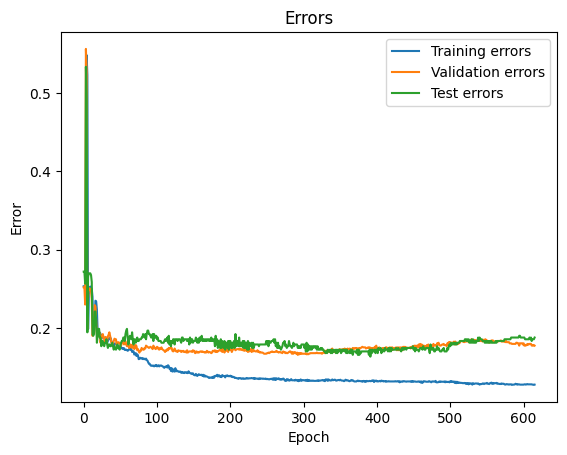 Errors
Training errors
Validation errors
Test errors
0.5
0.4
0.3
0.2
Error
0
100
200
300
400
500
600
Epoch